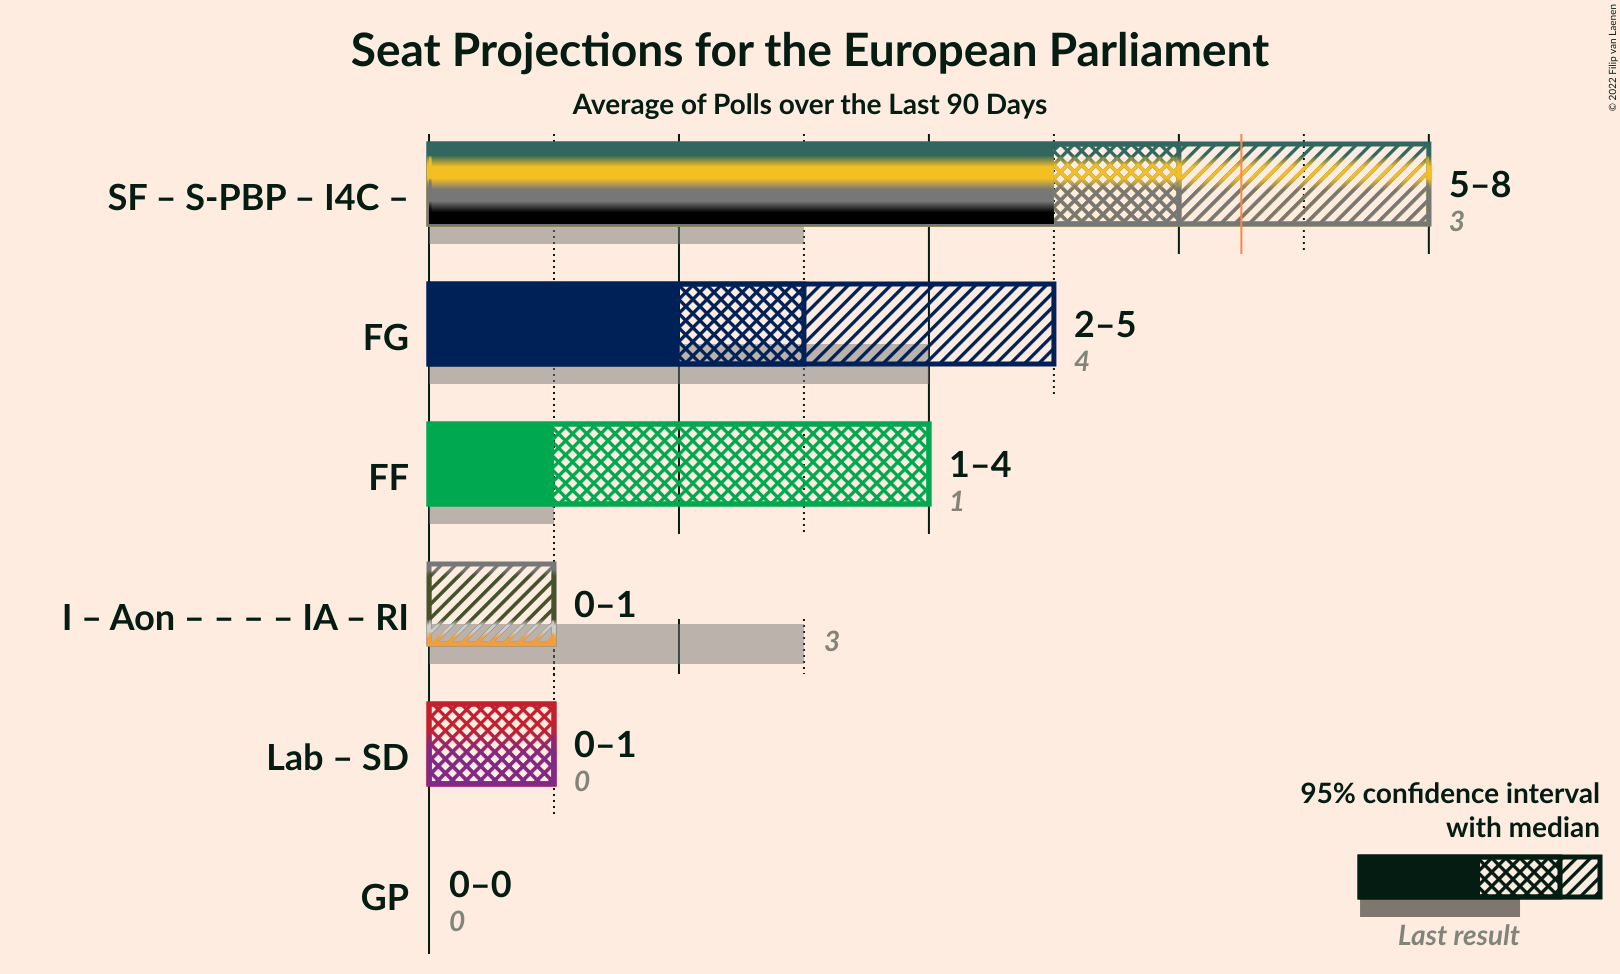 Seat Projections for the European Parliament
Average of Polls over the Last 90 Days
© 2022 Filip van Laenen
SF – S-PBP – I4C –
5–8
3
FG
2–5
4
FF
1–4
1
I – Aon – – – – IA – RI
0–1
3
Lab – SD
0–1
0
GP
0–0
0
95% confidence interval
with median
Last result